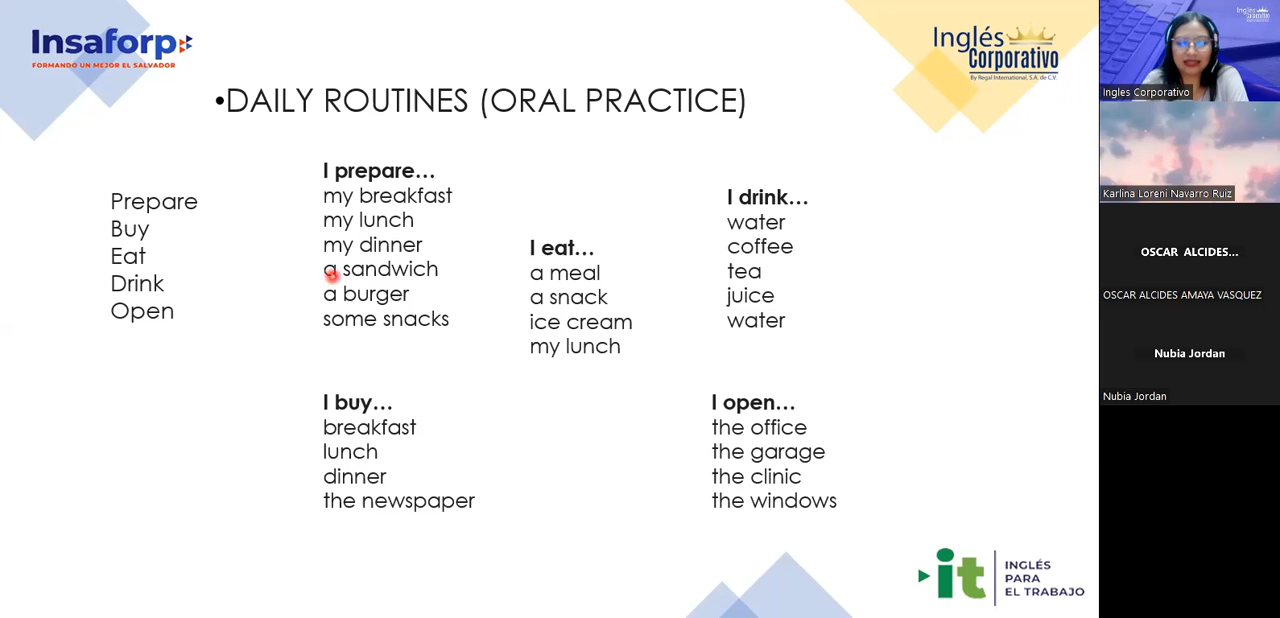 Insaforp
FORMANDO UN MEJOR EL SALVADOR
Inglés
Corporativo
By Regal International, S.A. de C.V.
•DAILY ROUTINES (ORAL PRACTICE)
Prepare
Buy
Eat
Drink
Open
I prepare...
my breakfast
my lunch
my dinner
a sandwich
a burger
some snacks
I eat...
a meal
a snack
ice cream
my lunch
I drink...
water
coffee
tea
juice
water
I buy...
breakfast
lunch
dinner
the newspaper
I open...
the office
the garage
the clinic
the windows
it
INGLÉS
PARA
EL TRABAJO
Ingles Corporativo
Karlina Loreni Navarro Ruiz
OSCAR ALCIDES...
OSCAR ALCIDES AMAYA VASQUEZ
Nubia Jordan
Nubia Jordan